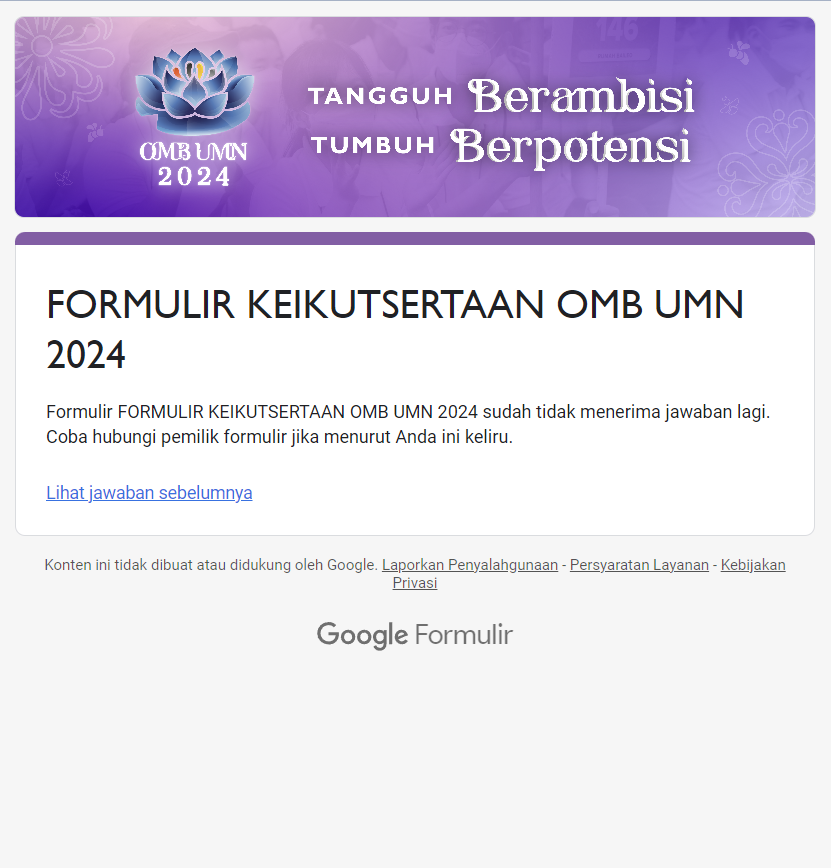 TANGGUH Berambisi
TUMBUH Berpotensi
OMB UMN
2024
FORMULIR KEIKUTSERTAAN OMB UMN
2024
Formulir FORMULIR KEIKUTSERTAAN OMB UMN 2024 sudah tidak menerima jawaban lagi.
Coba hubungi pemilik formulir jika menurut Anda ini keliru.
Lihat jawaban sebelumnya
Konten ini tidak dibuat atau didukung oleh Google. Laporkan Penyalahgunaan - Persyaratan Layanan - Kebijakan
Privasi
Google Formulir